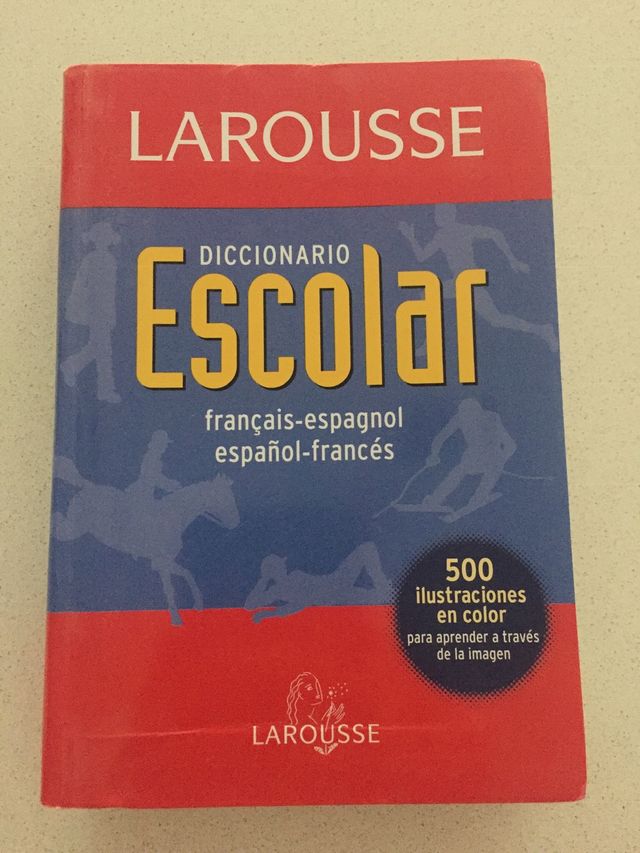 LAROUSSE
DICCIONARIO
Escolar
français-espagnol
español-francés
500
ilustraciones
en color
para aprender a través
de la imagen
LAROUSSE